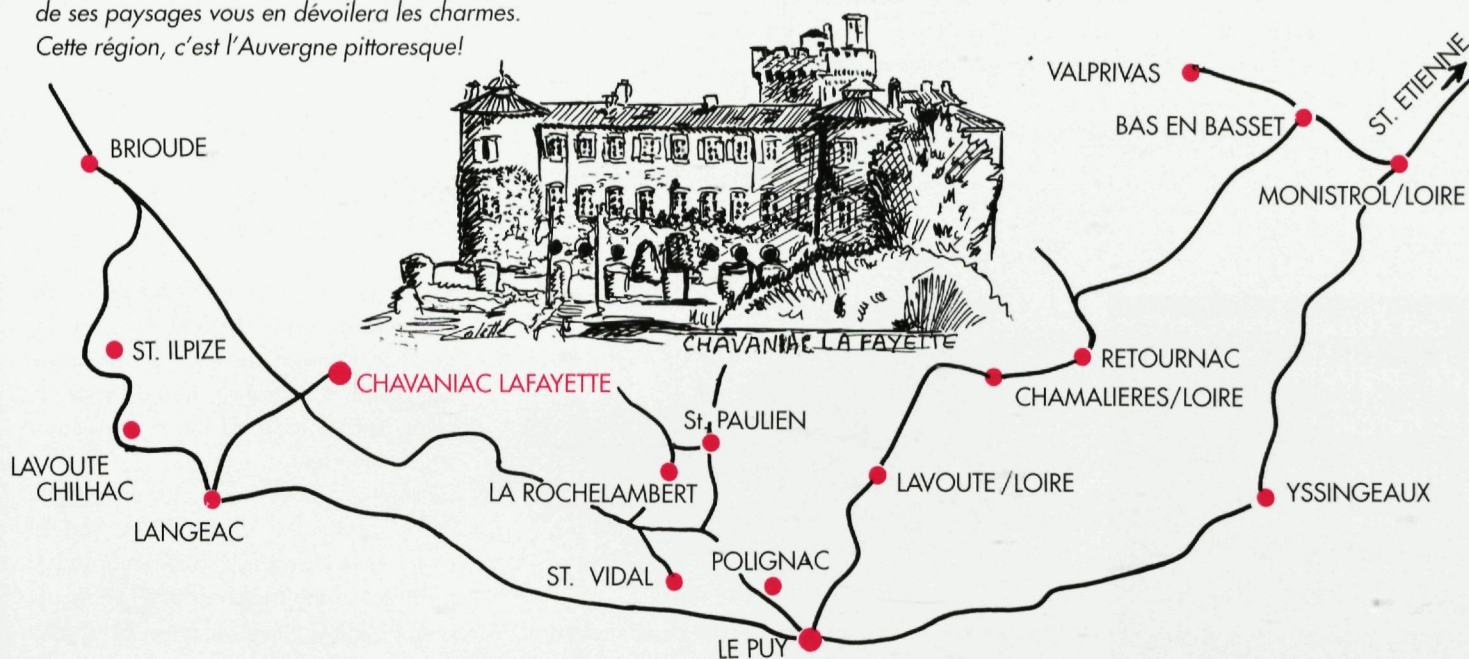 de ses paysages vous en dévoilera les charmes.
Cette région, c'est l'Auvergne pittoresque!
VALPRIVAS
BAS EN BASSET
ST. ETIENNE
MONISTROL/LOIRE
BRIOUDE
CHAVANIAC LA FAYETTE
ST. ILPIZE
CHAVANIAC LAFAYETTE
RETOURNAC
CHAMALIERES/LOIRE
St. PAULIEN
LAVOUTE
CHILHAC
LA ROCHELAMBERT
LAVOUTE /LOIRE
YSSINGEAUX
LANGEAC
ST. VIDAL
POLIGNAC
LE PUY